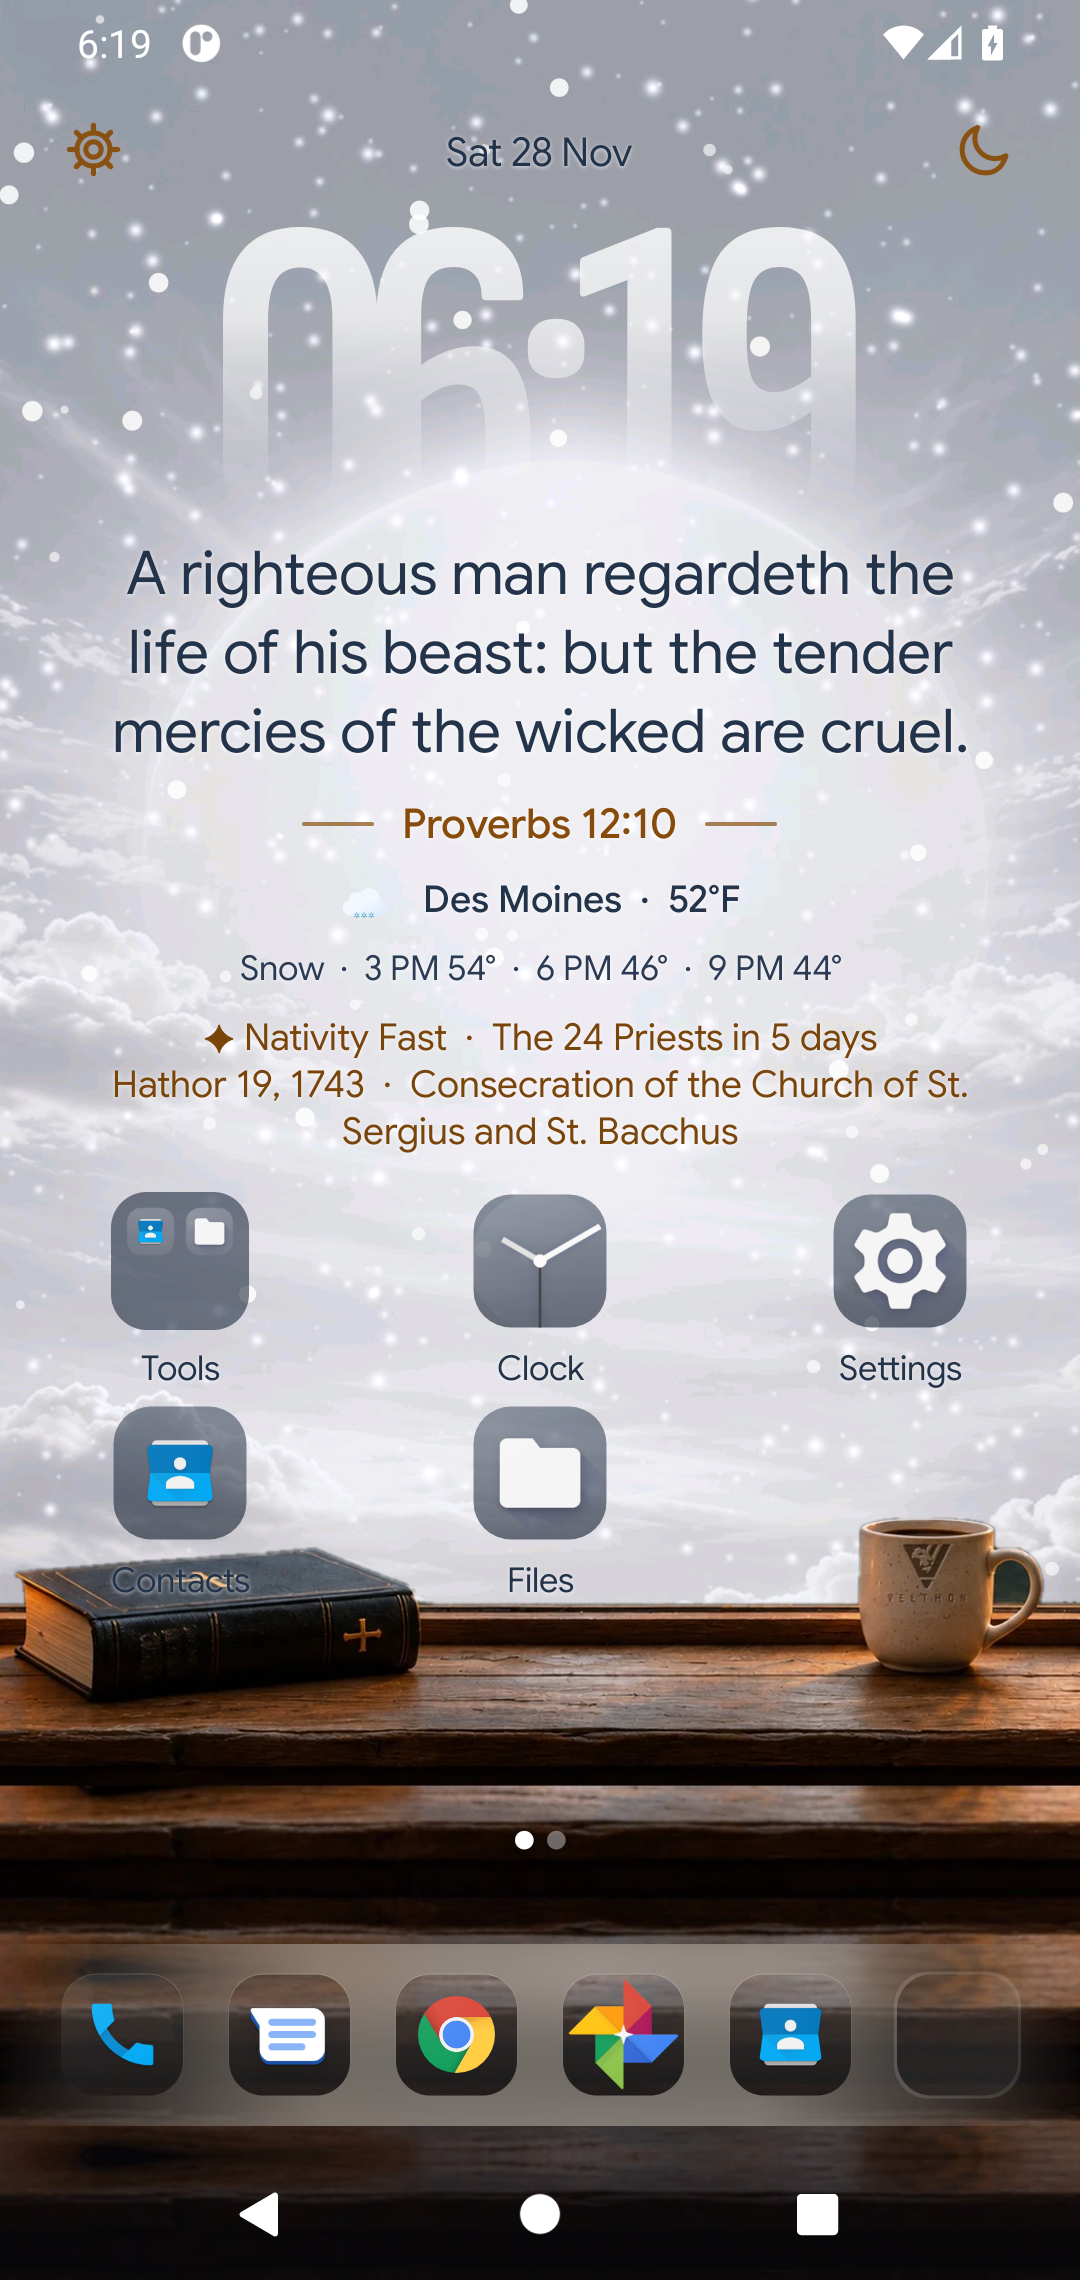 6:19
Sat 28 Nov
06:19
A righteous man regardeth the
life of his beast: but the tender
mercies of the wicked are cruel.
Proverbs 12:10
Des Moines · 52°F
Snow · 3 PM 54° · 6 PM 46° · 9 PM 44°
✦ Nativity Fast · The 24 Priests in 5 days
Hathor 19, 1743 · Consecration of the Church of St.
Sergius and St. Bacchus
Tools
Clock
Settings
Contacts
Files
VELTHON